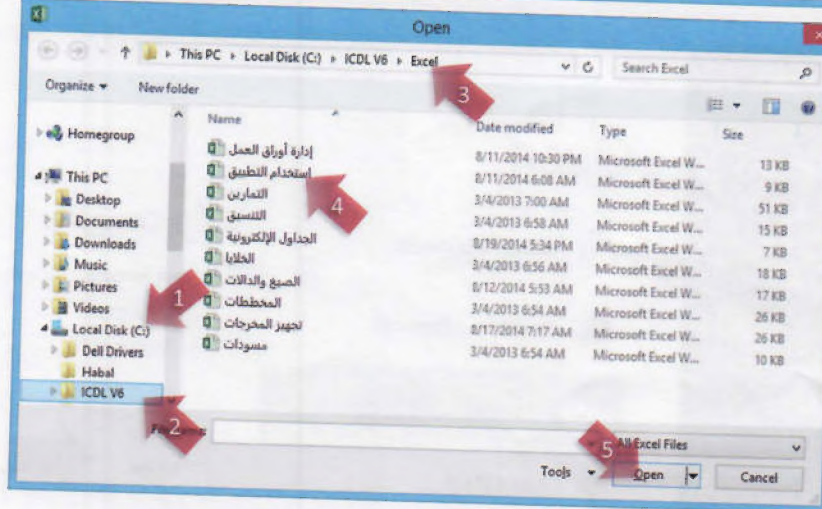 Open
This PC ▸ Local Disk (C:) ▸ ICDL V6 ▸ Excel
Search Excel
3
Organize
New folder
Name
Date modified
Type
Size
Homegroup
This PC
Desktop
Documents
Downloads
Music
Pictures
Videos
Local Disk (C:)
Dell Drivers
Habal
ICDL V6
1
2
4
إدارة أوراق العمل 8/11/2014 10:30 PM Microsoft Excel W... 13 KB
إستخدام التطبيق 8/11/2014 6:08 AM Microsoft Excel W... 9 KB
التمارين 3/4/2013 7:00 AM Microsoft Excel W... 51 KB
التنسيق 3/4/2013 6:58 AM Microsoft Excel W... 15 KB
الجداول الإلكترونية 8/19/2014 5:34 PM Microsoft Excel W... 7 KB
الخلايا 3/4/2013 6:56 AM Microsoft Excel W... 18 KB
الصيغ والدالات 8/12/2014 5:53 AM Microsoft Excel W... 17 KB
المخططات 3/4/2013 6:54 AM Microsoft Excel W... 26 KB
تجهيز المخرجات 8/17/2014 7:17 AM Microsoft Excel W... 26 KB
مسودات 3/4/2013 6:54 AM Microsoft Excel W... 10 KB
All Excel Files
5
Tools
Open
Cancel